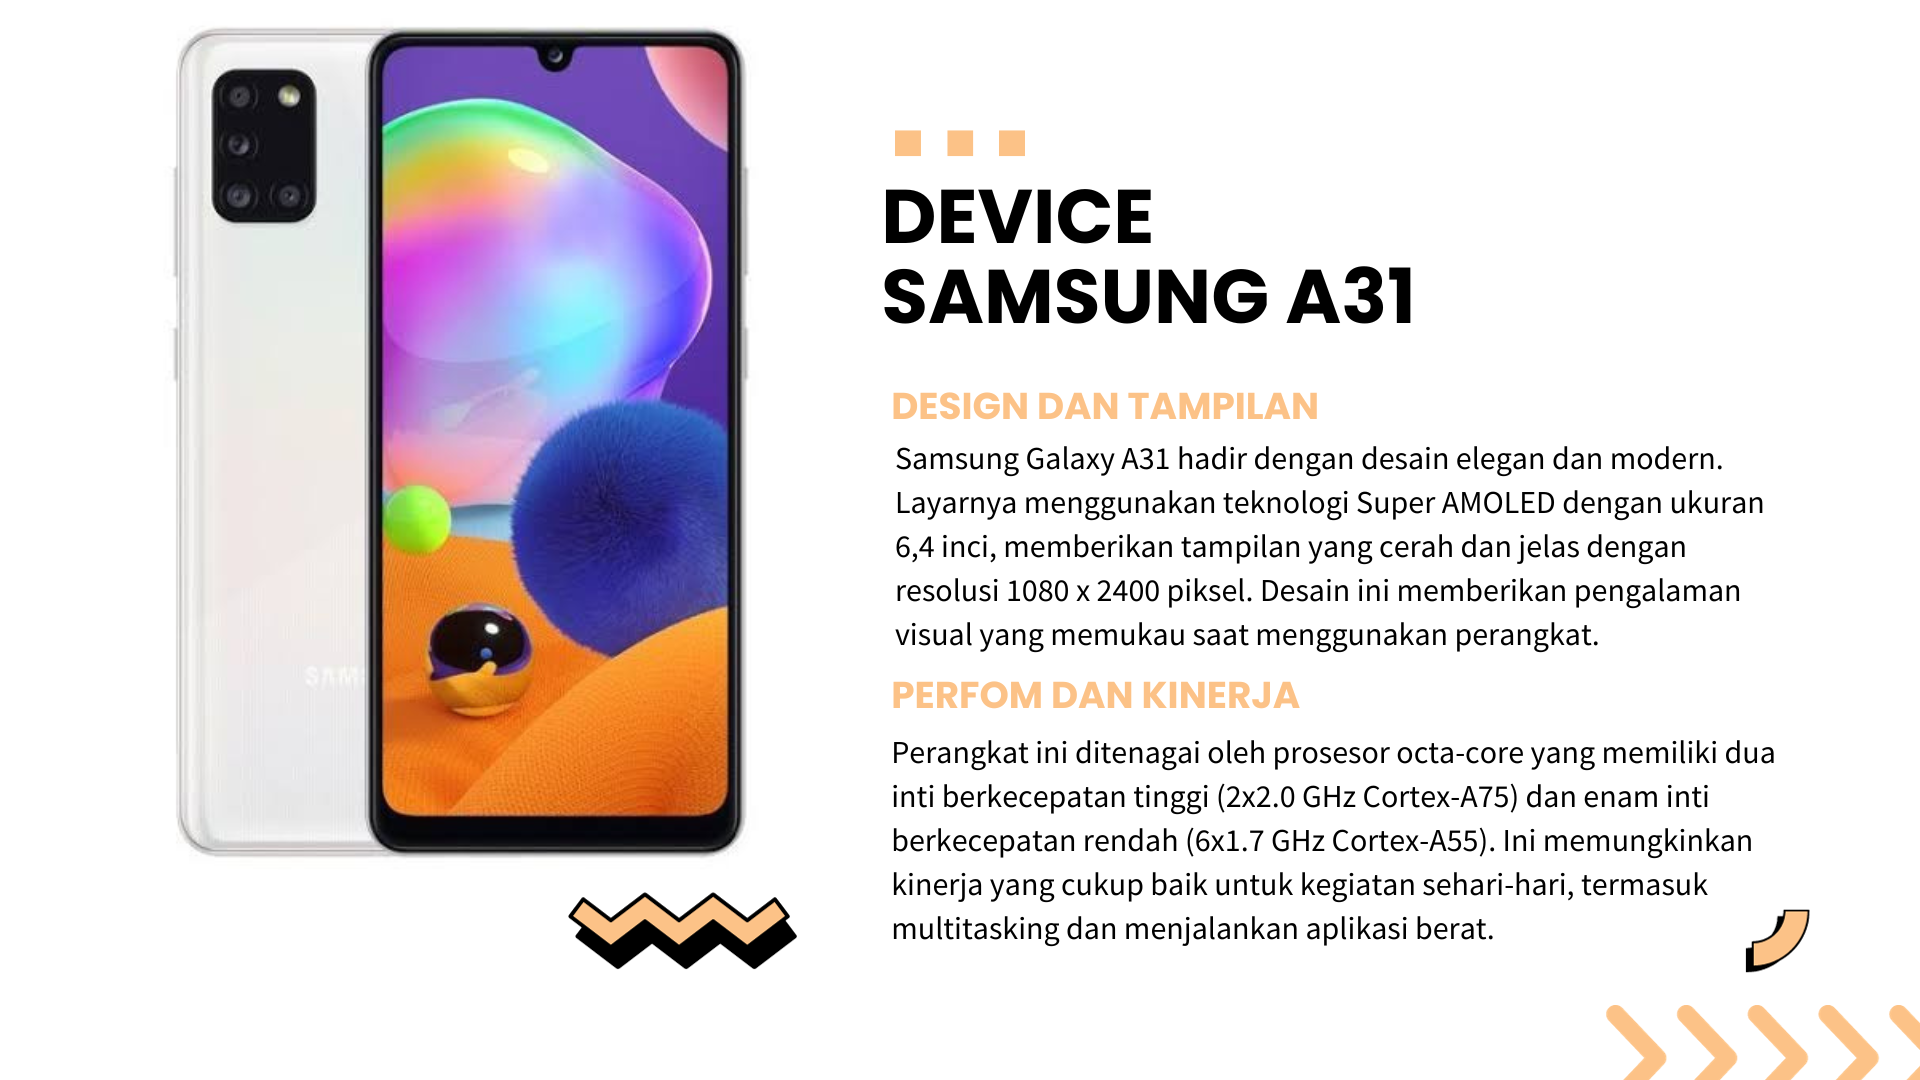 DEVICE
SAMSUNG A31
DESIGN DAN TAMPILAN
Samsung Galaxy A31 hadir dengan desain elegan dan modern.
Layarnya menggunakan teknologi Super AMOLED dengan ukuran
6,4 inci, memberikan tampilan yang cerah dan jelas dengan
resolusi 1080 x 2400 piksel. Desain ini memberikan pengalaman
visual yang memukau saat menggunakan perangkat.
PERFOM DAN KINERJA
Perangkat ini ditenagai oleh prosesor octa-core yang memiliki dua
inti berkecepatan tinggi (2x2.0 GHz Cortex-A75) dan enam inti
berkecepatan rendah (6x1.7 GHz Cortex-A55). Ini memungkinkan
kinerja yang cukup baik untuk kegiatan sehari-hari, termasuk
multitasking dan menjalankan aplikasi berat.
SAM